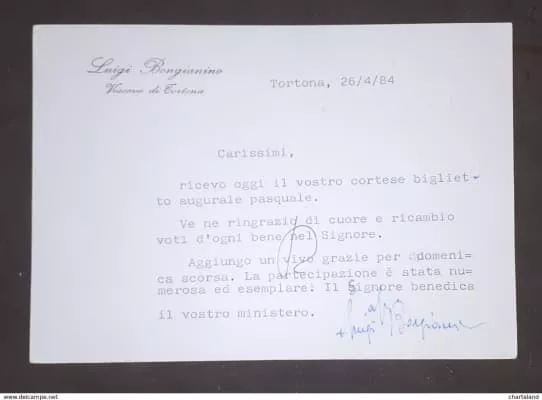 Luigi Bongianino
Vescovo di Tortona
Tortona, 26/4/84
Carissimi,
ricevo oggi il vostro cortese bigliet-
to augurale pasquale.
Ve ne ringrazio di cuore e ricambio
voti d'ogni bene nel Signore.
Aggiungo un vivo grazie per ddomeni=
ca scorsa. La partecipazione è stata nu=
merosa ed esemplare: Il Signore benedica
il vostro ministero.
+ Luigi Bongianino
www.delcampe.net
chartaland